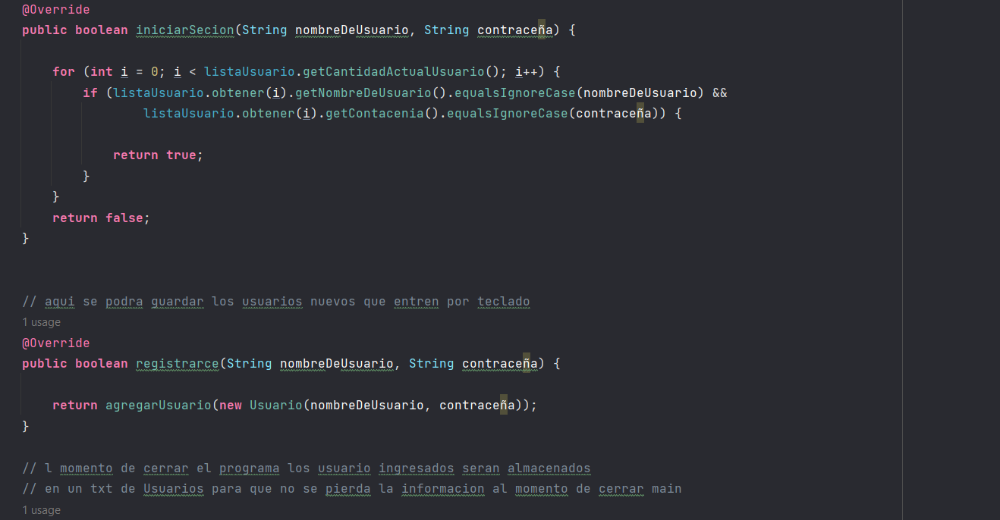 @Override
public boolean iniciarSecion(String nombreDeUsuario, String contraceña) {
for (int i = 0; i < listaUsuario.getCantidadActualUsuario(); i++) {
if (listaUsuario.obtener(i).getNombreDeUsuario().equalsIgnoreCase(nombreDeUsuario) &&
listaUsuario.obtener(i).getContacenia().equalsIgnoreCase(contraceña)) {
return true;
}
}
return false;
}
// aqui se podra guardar los usuarios nuevos que entren por teclado
1 usage
@Override
public boolean registrarce(String nombreDeUsuario, String contraceña) {
return agregarUsuario(new Usuario(nombreDeUsuario, contraceña));
}
// l momento de cerrar el programa los usuario ingresados seran almacenados
// en un txt de Usuarios para que no se pierda la informacion al momento de cerrar main
1 usage